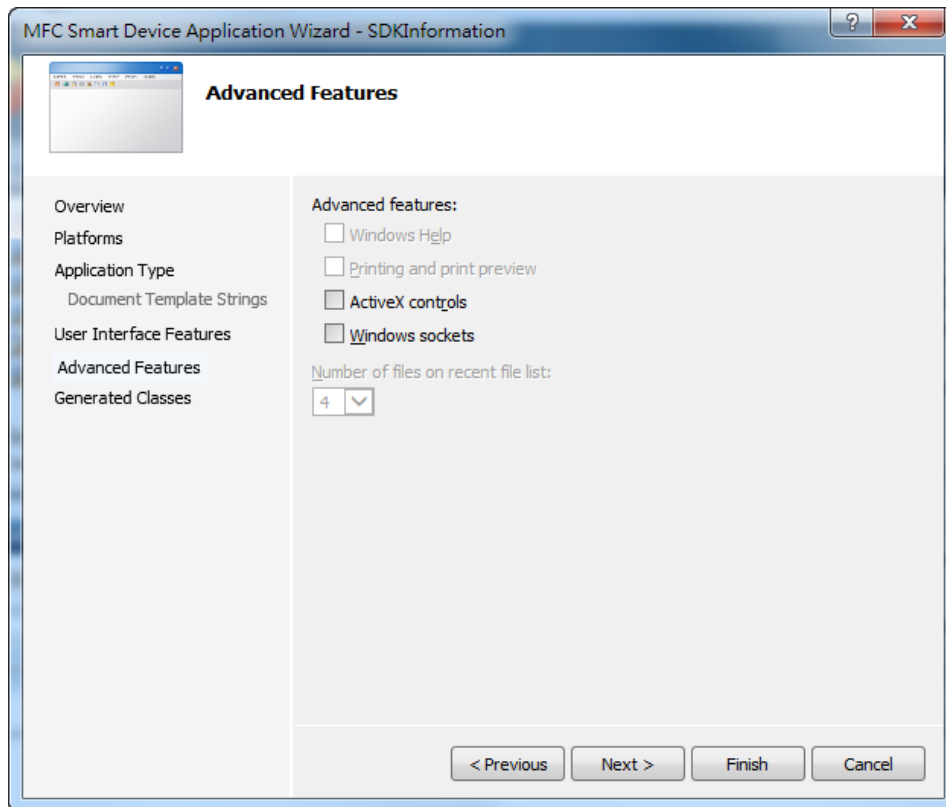 MFC Smart Device Application Wizard - SDKInformation
?
Advanced Features
Overview
Platforms
Application Type
Document Template Strings
User Interface Features
Advanced Features
Generated Classes
Advanced features:
Windows Help
Printing and print preview
ActiveX controls
Windows sockets
Number of files on recent file list:
4
< Previous
Next >
Finish
Cancel